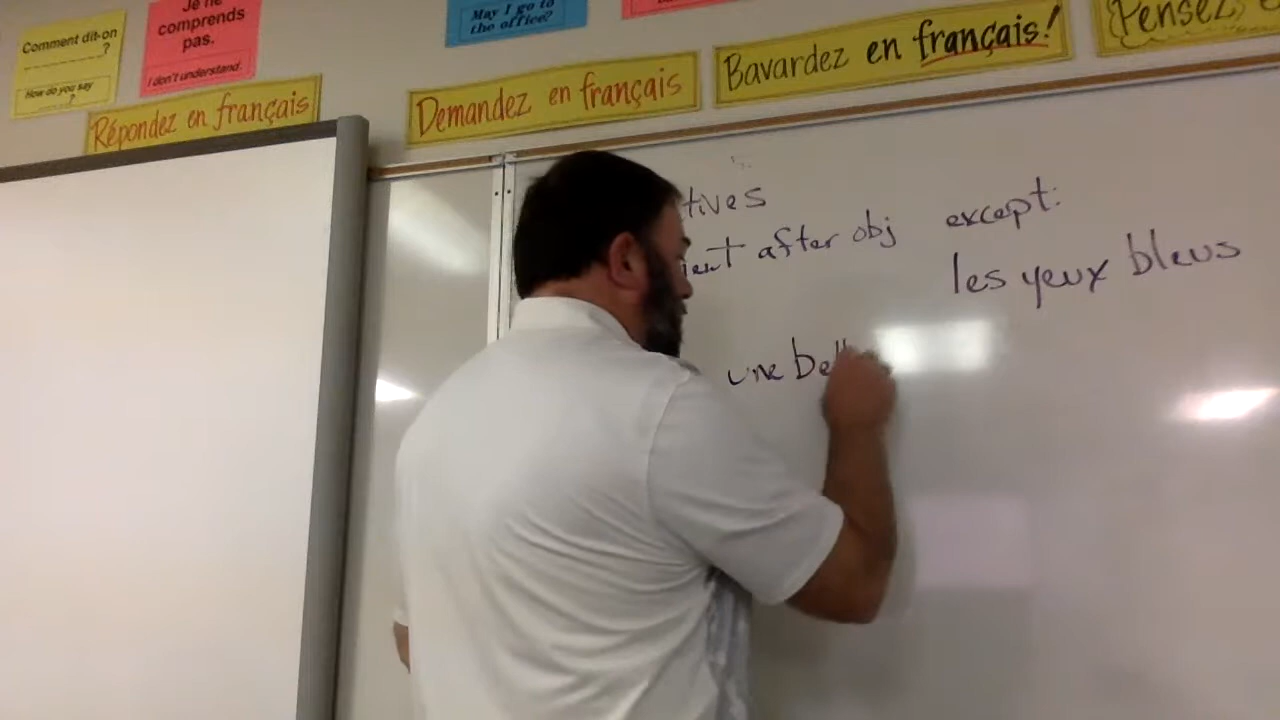 Comment dit-on
?
How do you say
?
Je ne
comprends
pas.
I don't understand.
May I go to
the office?
Répondez en français
Demandez en français
Bavardez en français!
Pensez
tives
after obj except:
les yeux bleus
une bell